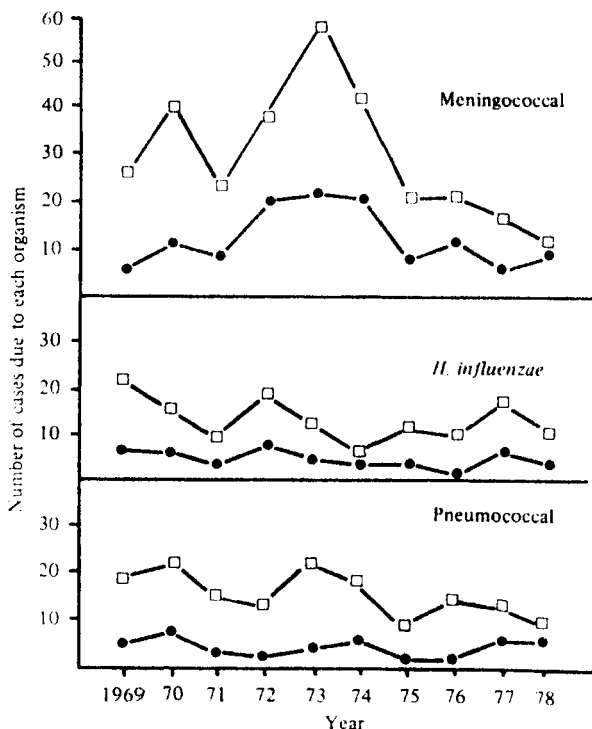 Number of cases due to each organism
60
50
40
30
20
10
Meningococcal
30
20
10
H. influenzae
30
20
10
Pneumococcal
1969 70 71 72 73 74 75 76 77 78
Year